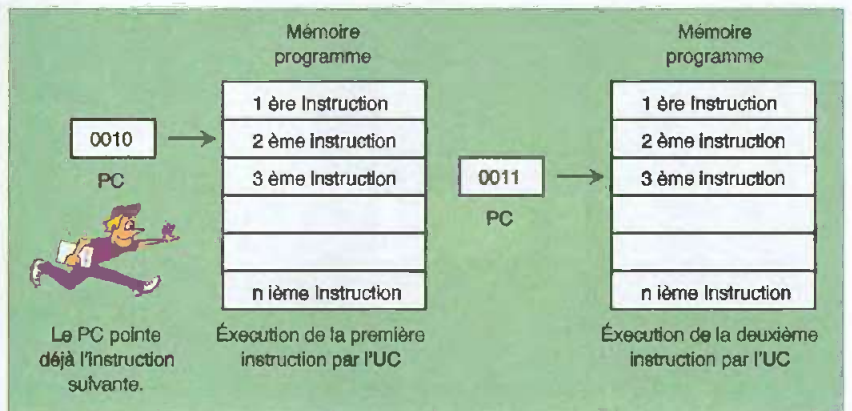 Mémoire
programme
1 ère Instruction
2 ème instruction
3 ème Instruction
n ième Instruction
0010
PC
Le PC pointe
déjà l'instruction
suivante.
Éxecution de la première
instruction par l'UC
Mémoire
programme
1 ère Instruction
2 ème instruction
3 ème instruction
n ième Instruction
0011
PC
Éxecution de la deuxième
instruction par l'UC